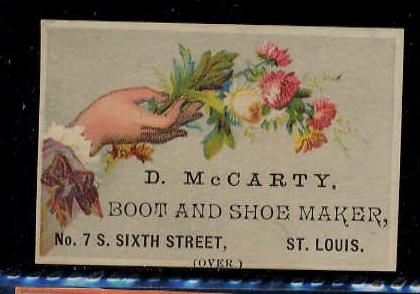 D. McCARTY,
BOOT AND SHOE MAKER,
No. 7 S. SIXTH STREET, ST. LOUIS.
(OVER.)